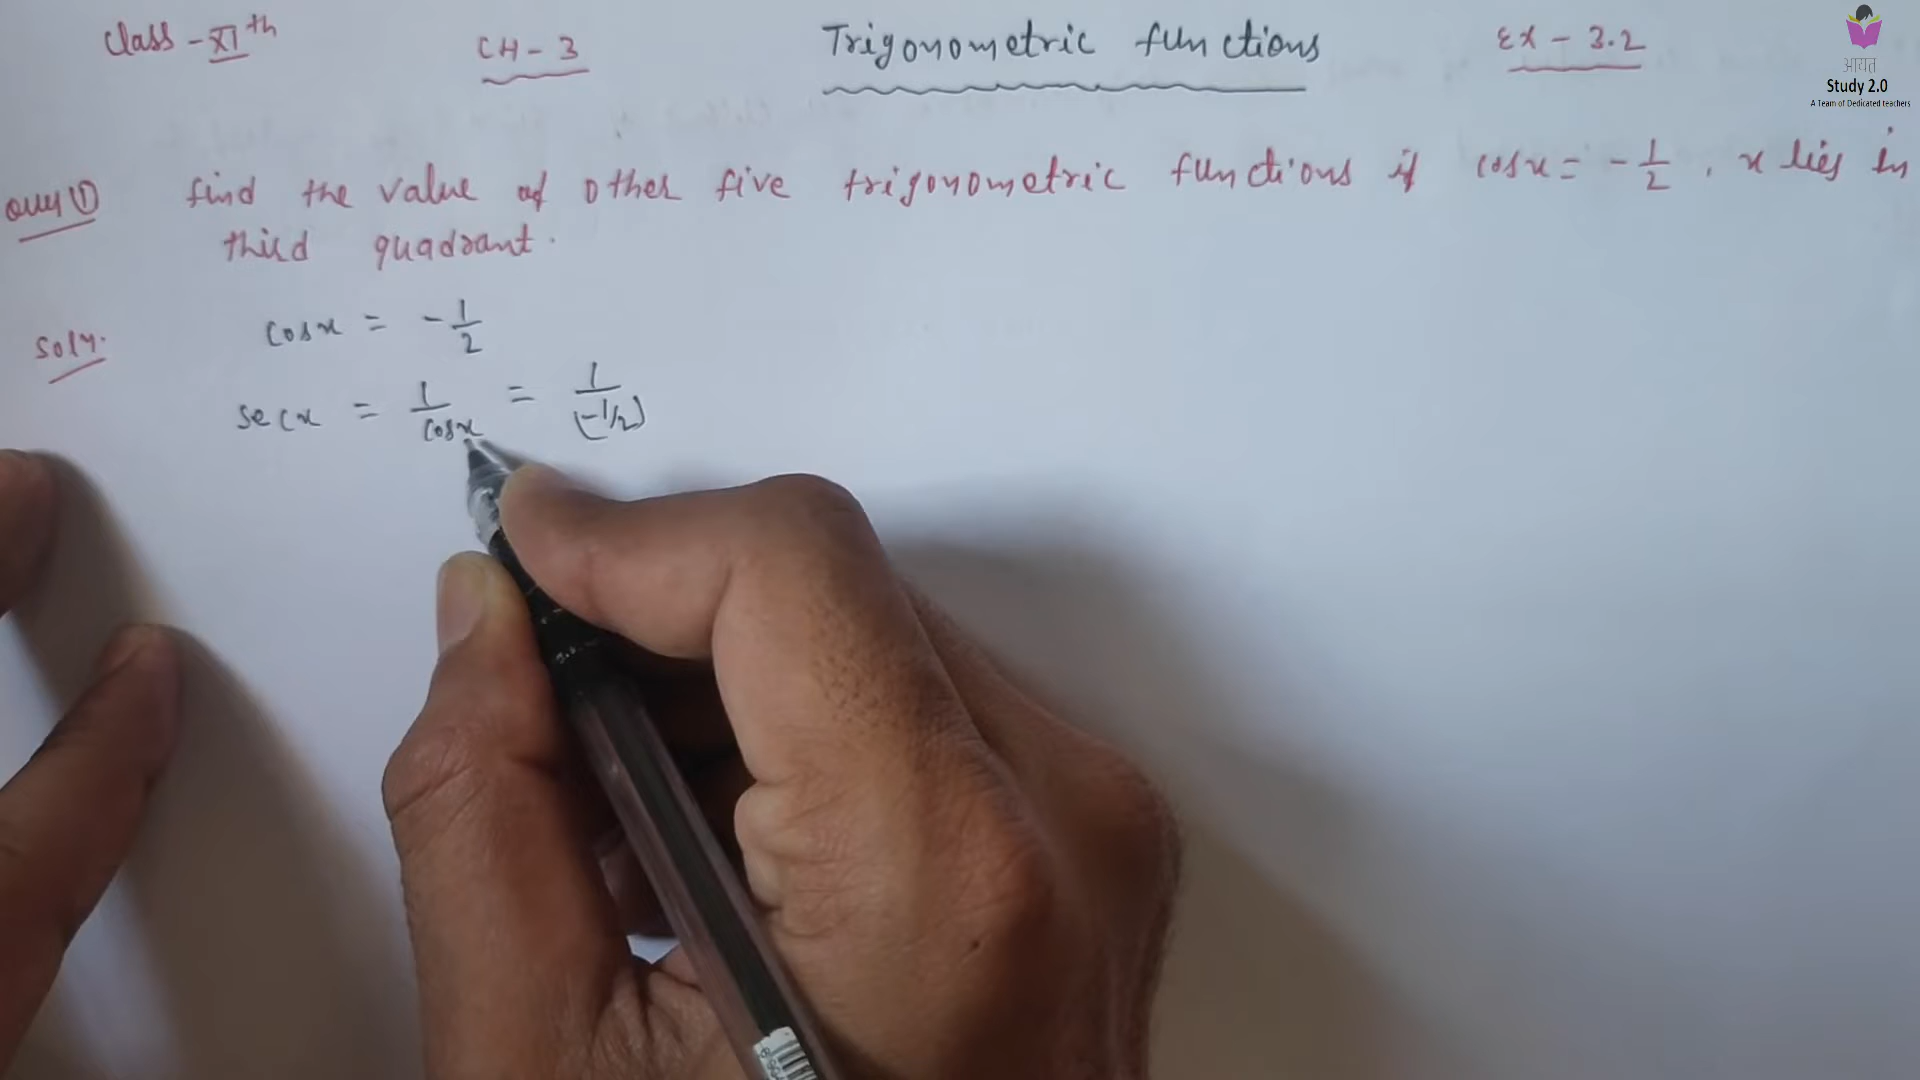 Class - XIth CH - 3 Trigonometric functions Ex - 3.2
आयत
Study 2.0
A Team of Dedicated teachers
Ques ① find the value of other five trigonometric functions if cosx = - 1/2 , x lies in
third quadrant.
Soln. cosx = - 1/2
secx = 1/cosx = 1/(-1/2)